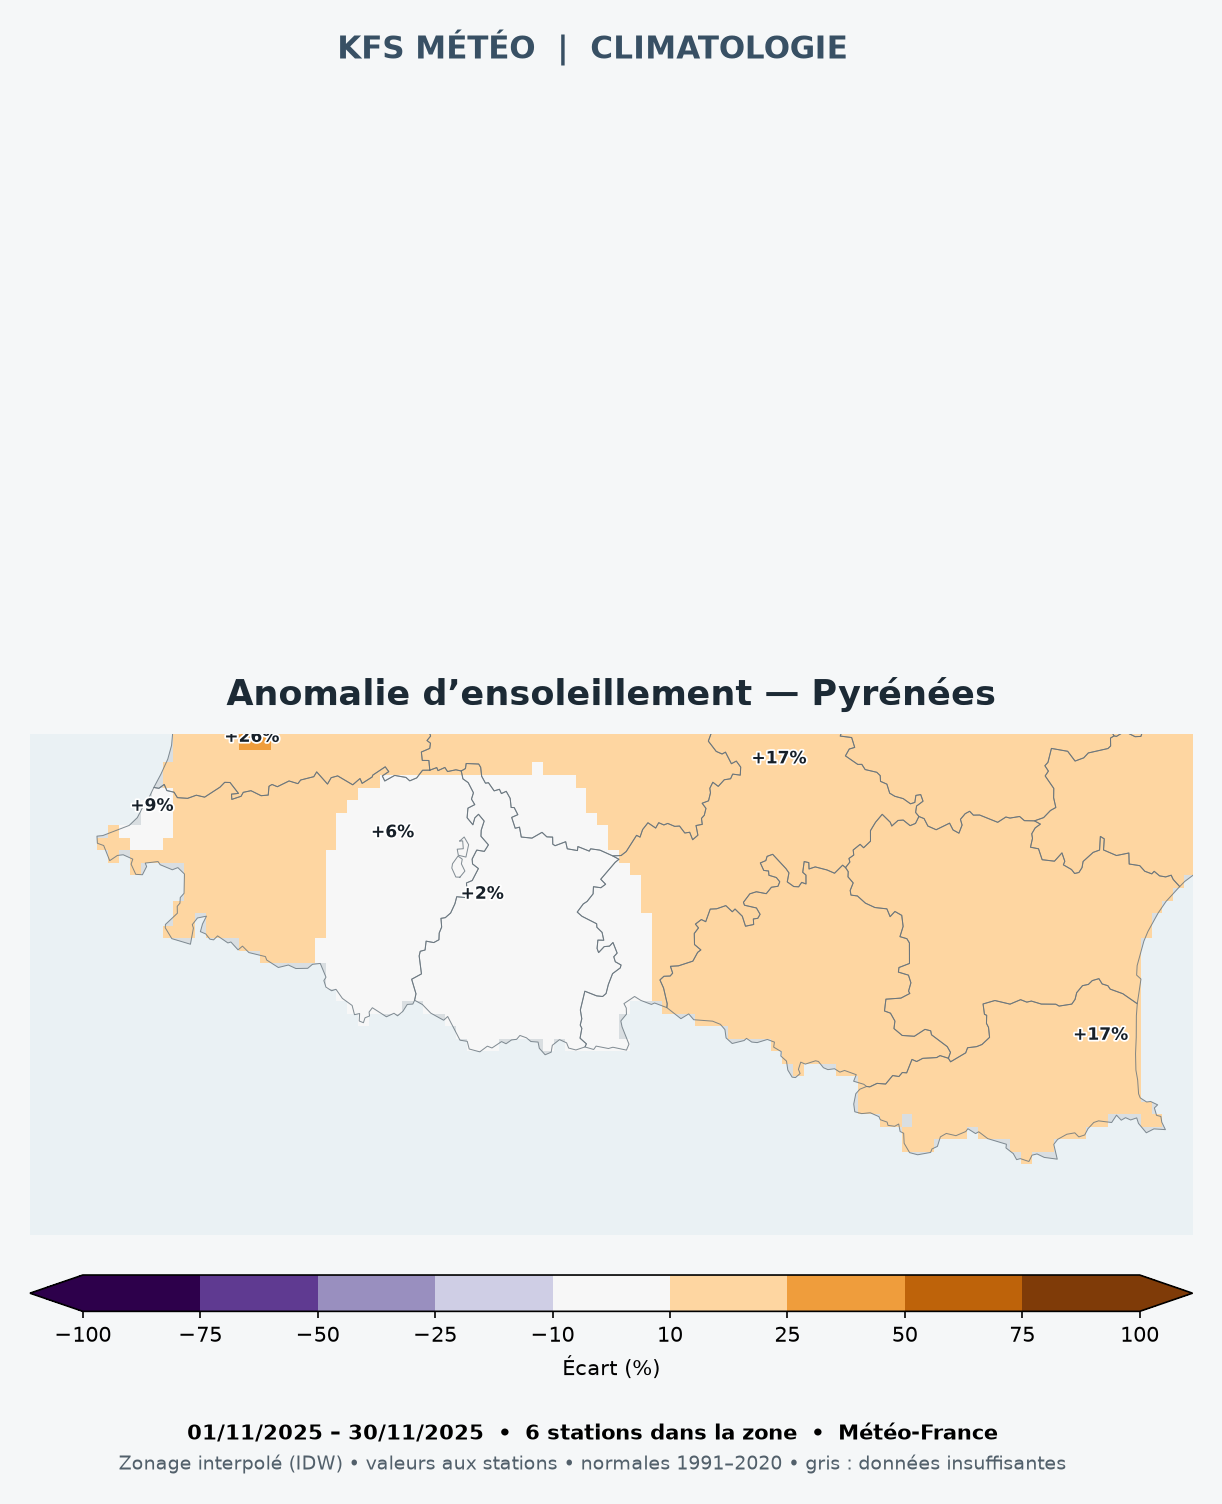 KFS MÉTÉO | CLIMATOLOGIE
Anomalie d’ensoleillement — Pyrénées
+26%
+17%
+9%
+6%
+2%
+17%
−100 −75 −50 −25 −10 10 25 50 75 100
Écart (%)
01/11/2025 – 30/11/2025 • 6 stations dans la zone • Météo-France
Zonage interpolé (IDW) • valeurs aux stations • normales 1991–2020 • gris : données insuffisantes